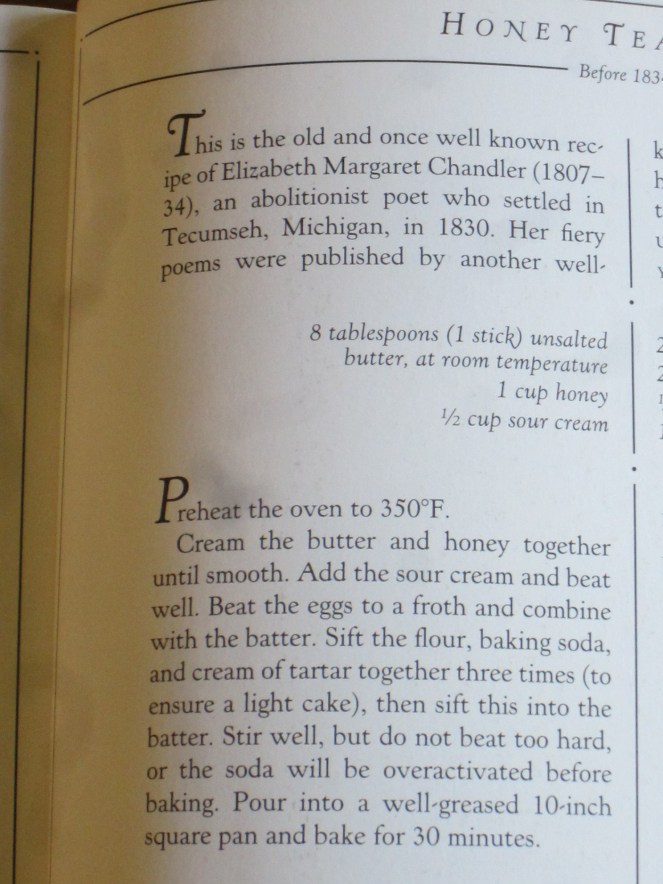 HONEY TEA
Before 183
This is the old and once well known rec-
ipe of Elizabeth Margaret Chandler (1807–
34), an abolitionist poet who settled in
Tecumseh, Michigan, in 1830. Her fiery
poems were published by another well-
8 tablespoons (1 stick) unsalted
butter, at room temperature
1 cup honey
½ cup sour cream
Preheat the oven to 350°F.
Cream the butter and honey together
until smooth. Add the sour cream and beat
well. Beat the eggs to a froth and combine
with the batter. Sift the flour, baking soda,
and cream of tartar together three times (to
ensure a light cake), then sift this into the
batter. Stir well, but do not beat too hard,
or the soda will be overactivated before
baking. Pour into a well-greased 10-inch
square pan and bake for 30 minutes.